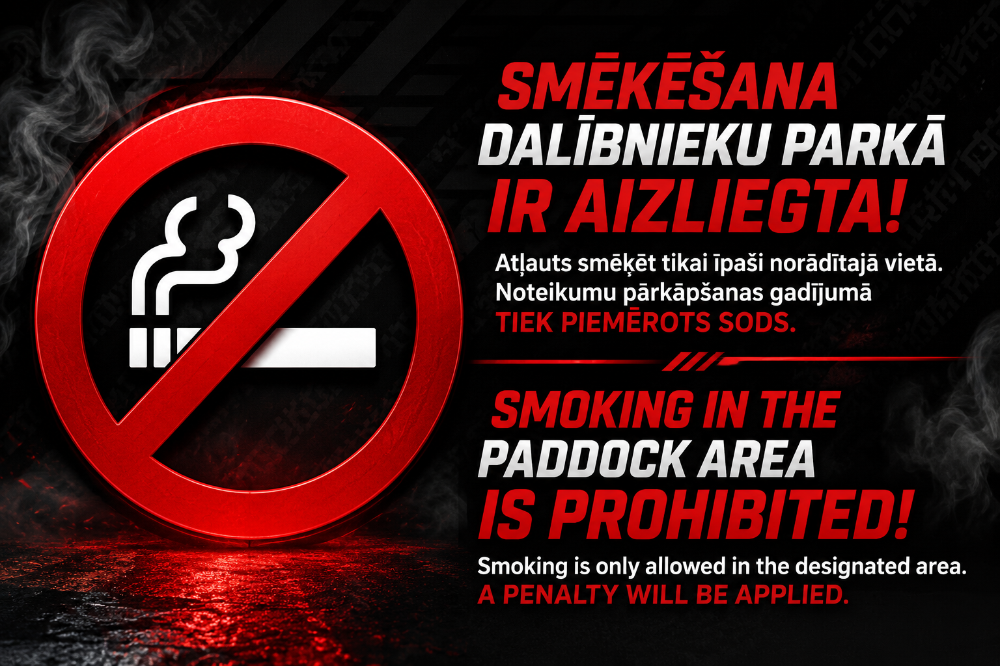 SMĒKĒŠANA
DALĪBNIEKU PARKĀ
IR AIZLIEGTA!
Atļauts smēķēt tikai īpaši norādītajā vietā.
Noteikumu pārkāpšanas gadījumā
TIEK PIEMĒROTS SODS.
SMOKING IN THE
PADDOCK AREA
IS PROHIBITED!
Smoking is only allowed in the designated area.
A PENALTY WILL BE APPLIED.